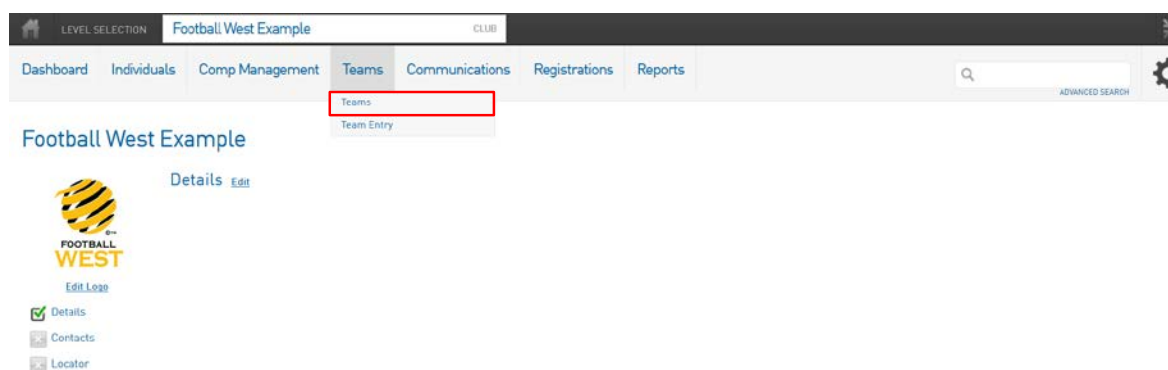 LEVEL SELECTION Football West Example CLUB
Dashboard Individuals Comp Management Teams Communications Registrations Reports
ADVANCED SEARCH
Teams
Team Entry
Football West Example
Details Edit
FOOTBALL
WEST
Edit Logo
Details
Contacts
Locator